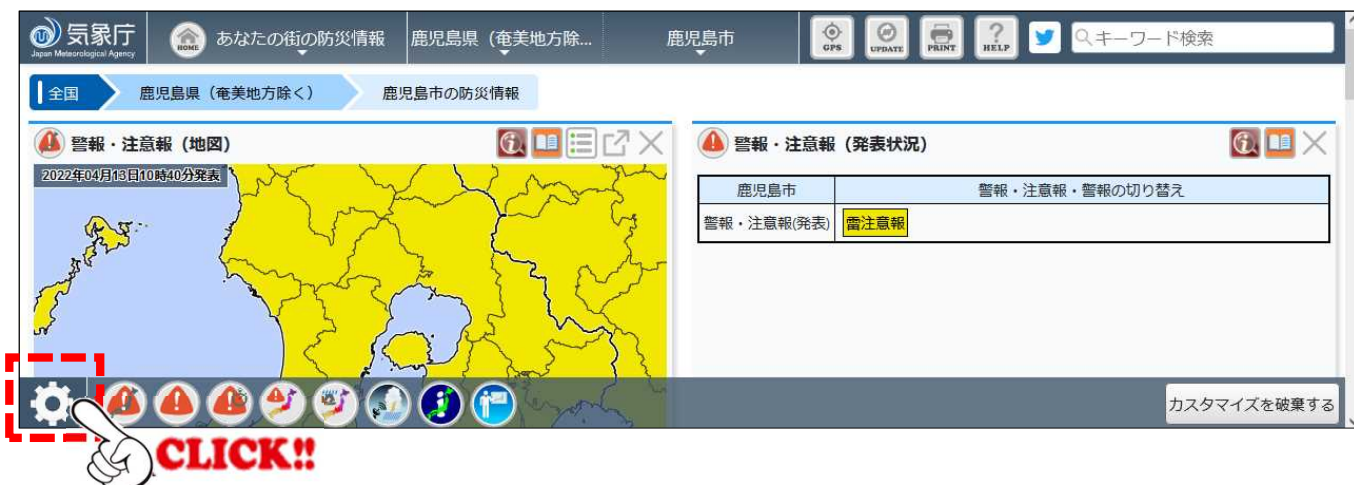 気象庁
Japan Meteorological Agency
HOME
あなたの街の防災情報
鹿児島県（奄美地方除...
鹿児島市
GPS
UPDATE
PRINT
HELP
キーワード検索
全国
鹿児島県（奄美地方除く）
鹿児島市の防災情報
警報・注意報（地図）
警報・注意報（発表状況）
2022年04月13日10時40分発表
鹿児島市
警報・注意報・警報の切り替え
警報・注意報(発表)
雷注意報
カスタマイズを破棄する
CLICK!!